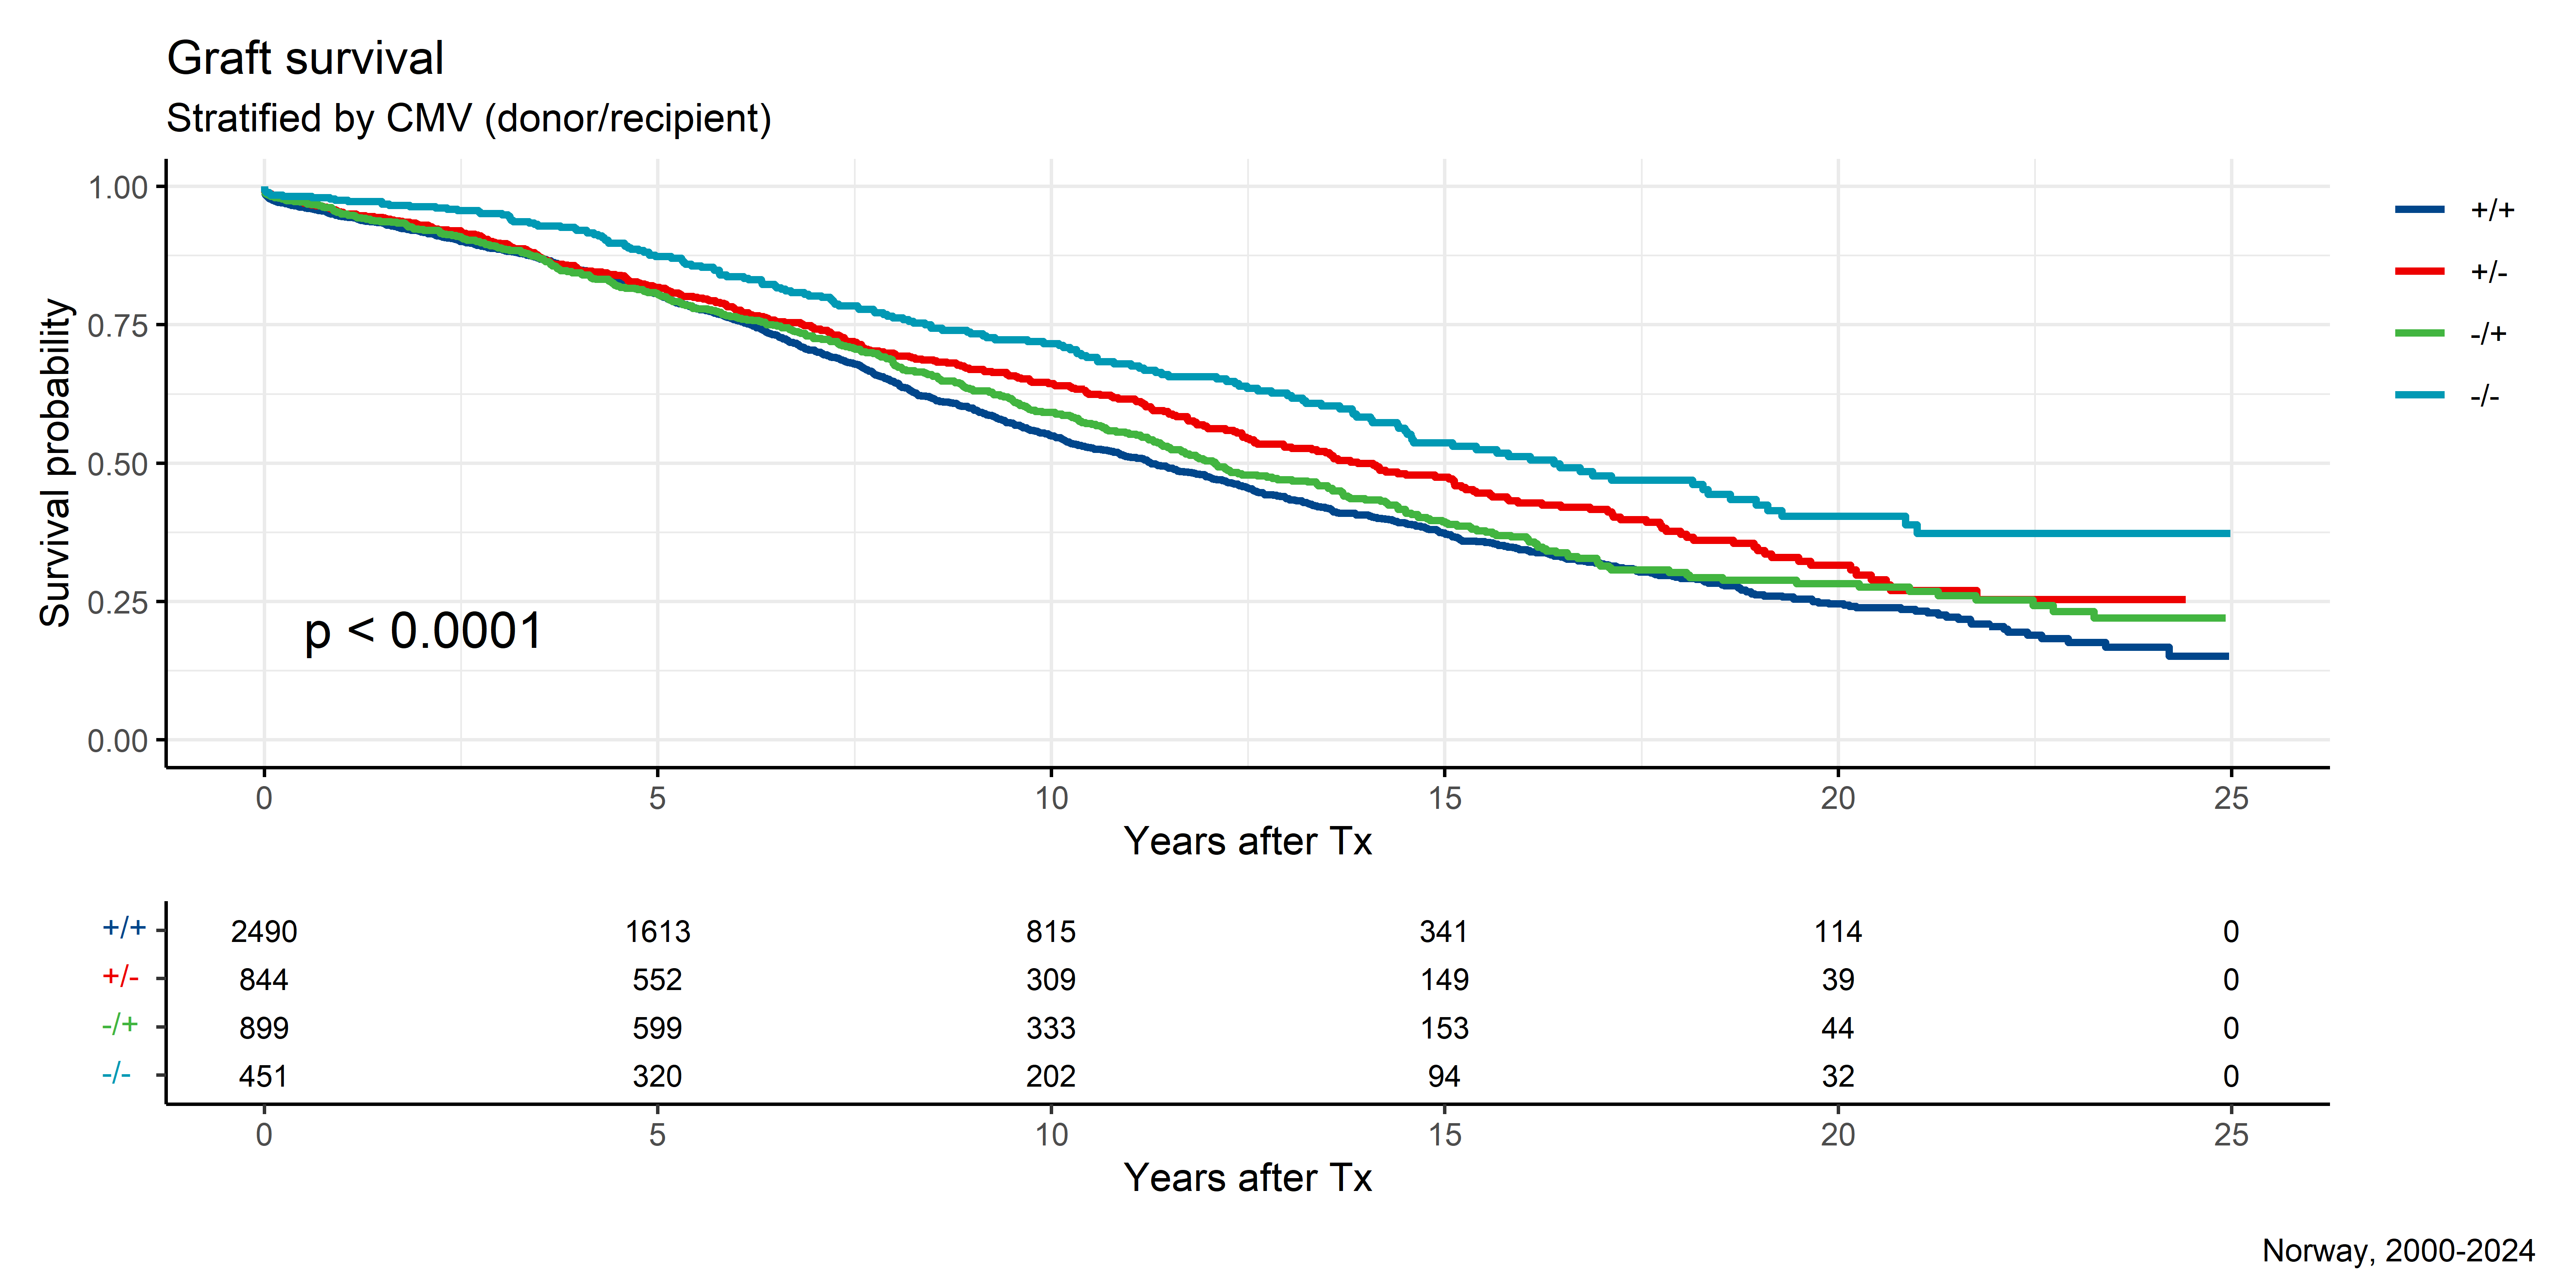 Graft survival
Stratified by CMV (donor/recipient)
Survival probability
1.00
0.75
0.50
0.25
0.00
p < 0.0001
0 5 10 15 20 25
Years after Tx
+/+
+/-
-/+
-/-
+/+ 2490 1613 815 341 114 0
+/- 844 552 309 149 39 0
-/+ 899 599 333 153 44 0
-/- 451 320 202 94 32 0
0 5 10 15 20 25
Years after Tx
Norway, 2000-2024